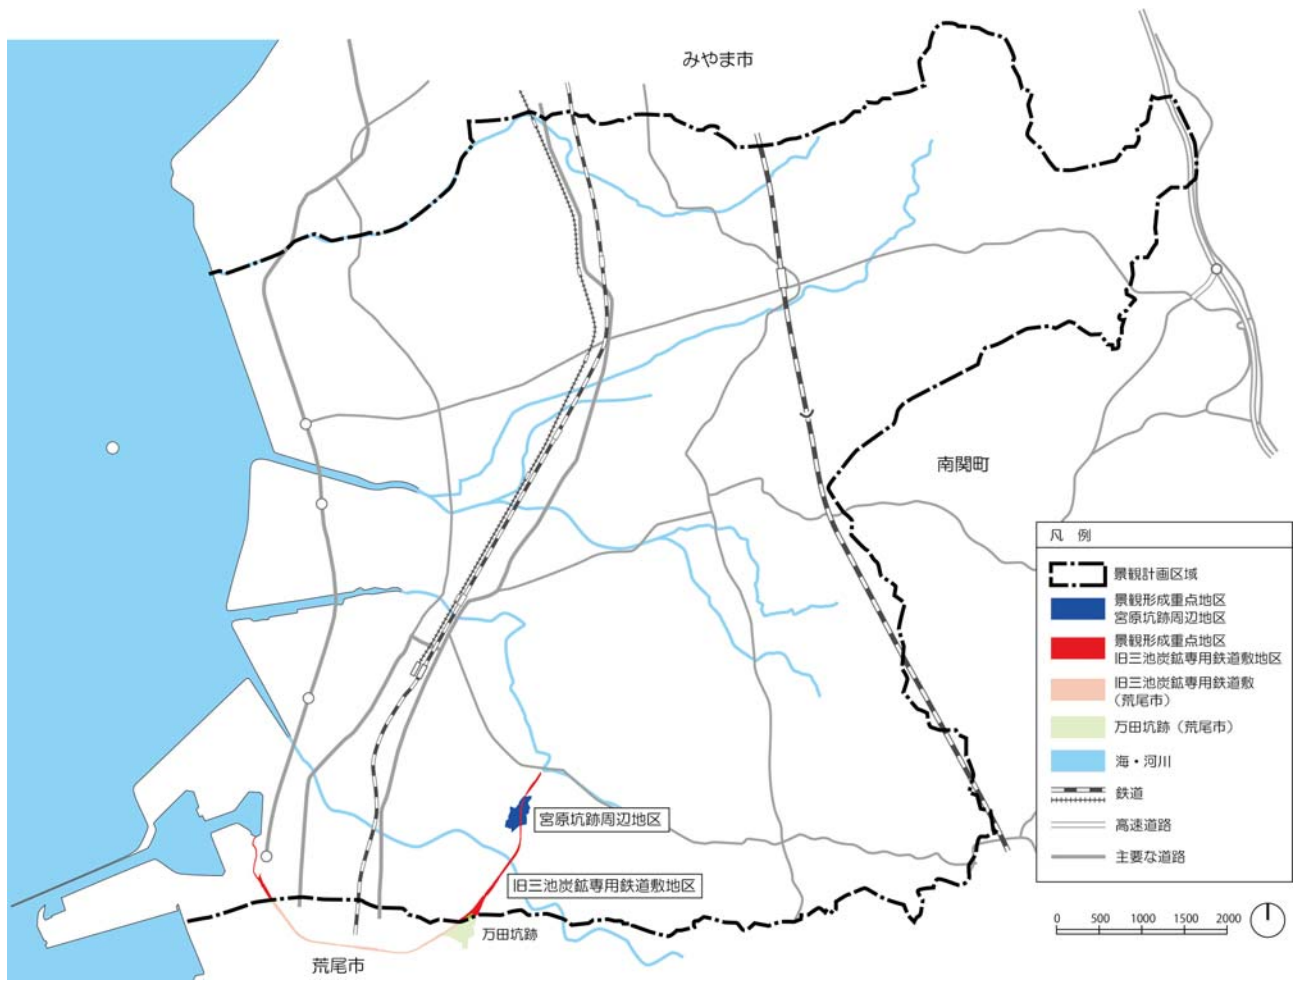 みやま市
南関町
凡 例
景観計画区域
景観形成重点地区
宮原坑跡周辺地区
景観形成重点地区
旧三池炭鉱専用鉄道敷地区
旧三池炭鉱専用鉄道敷
（荒尾市）
万田坑跡（荒尾市）
海・河川
鉄道
高速道路
主要な道路
宮原坑跡周辺地区
旧三池炭鉱専用鉄道敷地区
万田坑跡
荒尾市
0 500 1000 1500 2000